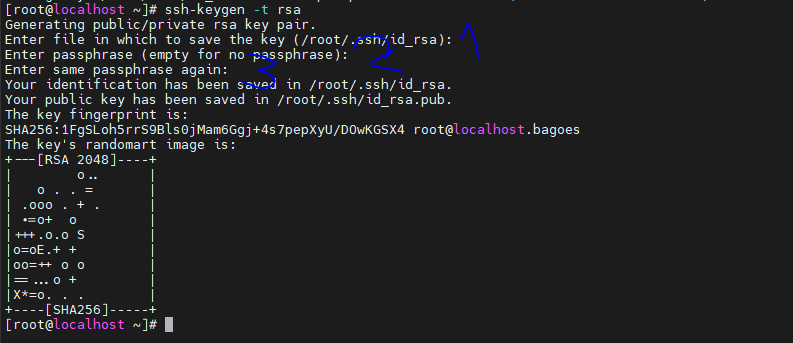 [root@localhost ~]# ssh-keygen -t rsa
Generating public/private rsa key pair.
Enter file in which to save the key (/root/.ssh/id_rsa): 1
Enter passphrase (empty for no passphrase): 2
Enter same passphrase again: 3
Your identification has been saved in /root/.ssh/id_rsa.
Your public key has been saved in /root/.ssh/id_rsa.pub.
The key fingerprint is:
SHA256:1FgSLoh5rrS9Bls0jMam6Ggj+4s7pepXyU/DOwKGSX4 root@localhost.bagoes
The key's randomart image is:
+---[RSA 2048]----+
|         o..     |
|   o . . =       |
| .ooo . + .      |
| *=o+  o         |
|+++.o.o S        |
|o=oE.+ +         |
|oo=++ o o        |
|== ...o +        |
|X*=o. . .        |
+----[SHA256]-----+
[root@localhost ~]#